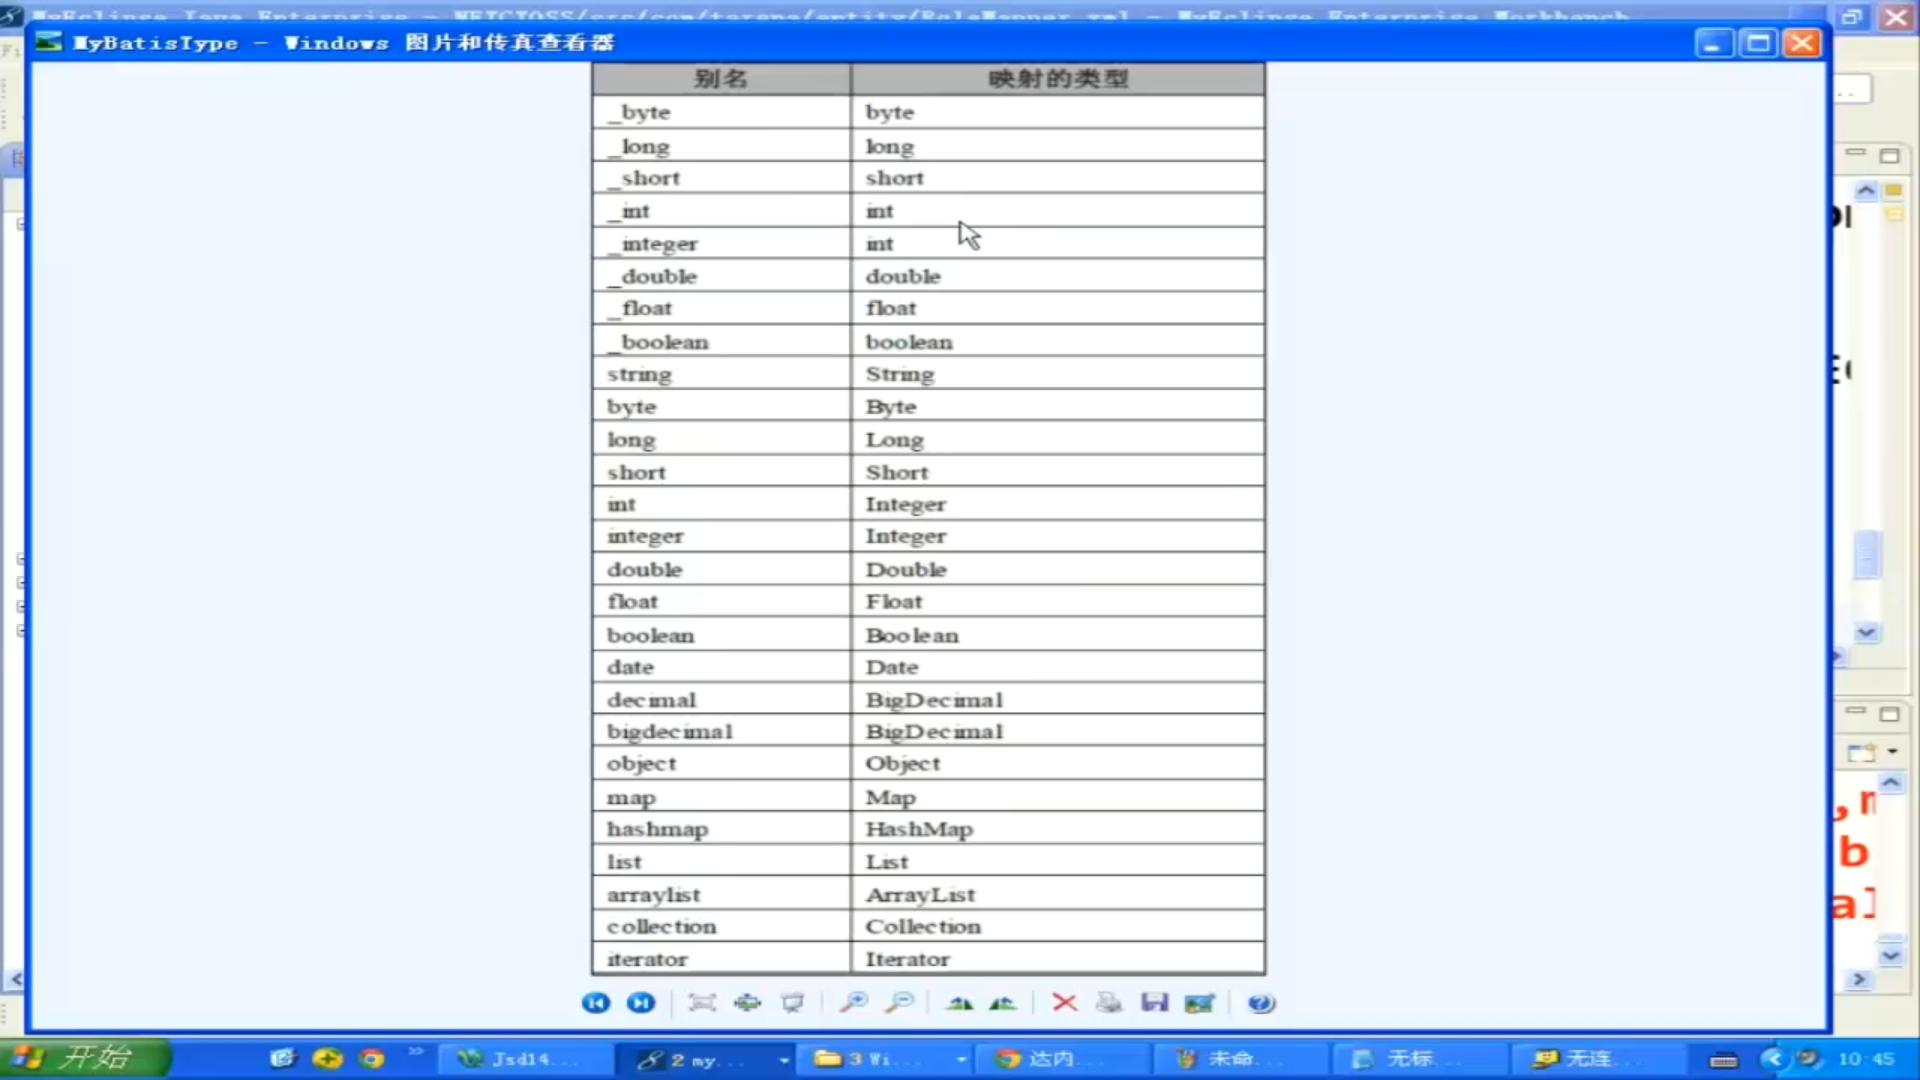 MyBatisType - Windows 图片和传真查看器
别名 映射的类型
_byte byte
_long long
_short short
_int int
_integer int
_double double
_float float
_boolean boolean
string String
byte Byte
long Long
short Short
int Integer
integer Integer
double Double
float Float
boolean Boolean
date Date
decimal BigDecimal
bigdecimal BigDecimal
object Object
map Map
hashmap HashMap
list List
arraylist ArrayList
collection Collection
iterator Iterator
开始 Jsd14... 2 my... 3 Wi... 达内... 未命... 无标... 无连... 10:45